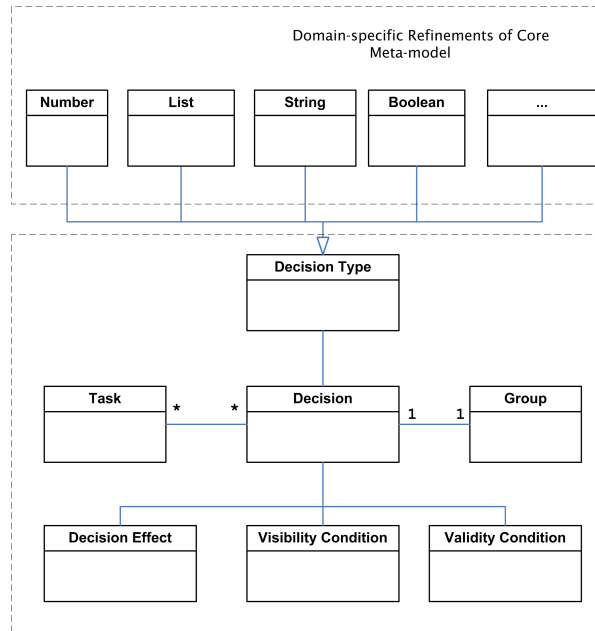 Domain-specific Refinements of Core
Meta-model
Number
List
String
Boolean
...
Decision Type
Task
*
*
Decision
1
1
Group
Decision Effect
Visibility Condition
Validity Condition